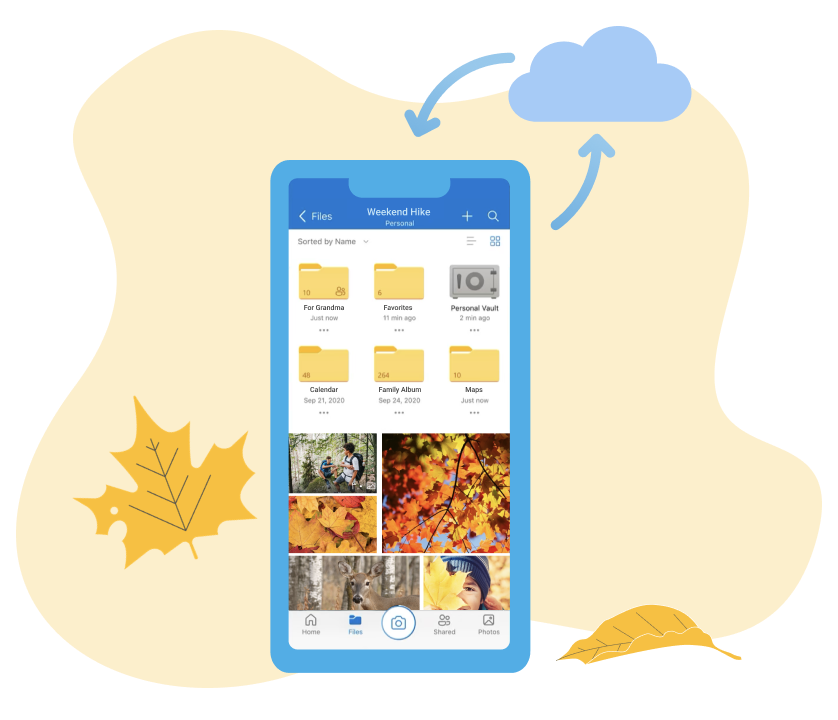 Files
Weekend Hike
Personal
Sorted by Name
10
6
For Grandma
Favorites
Personal Vault
Just now
11 min ago
2 min ago
48
264
10
Calendar
Family Album
Maps
Sep 21, 2020
Sep 24, 2020
Just now
Home
Files
Shared
Photos